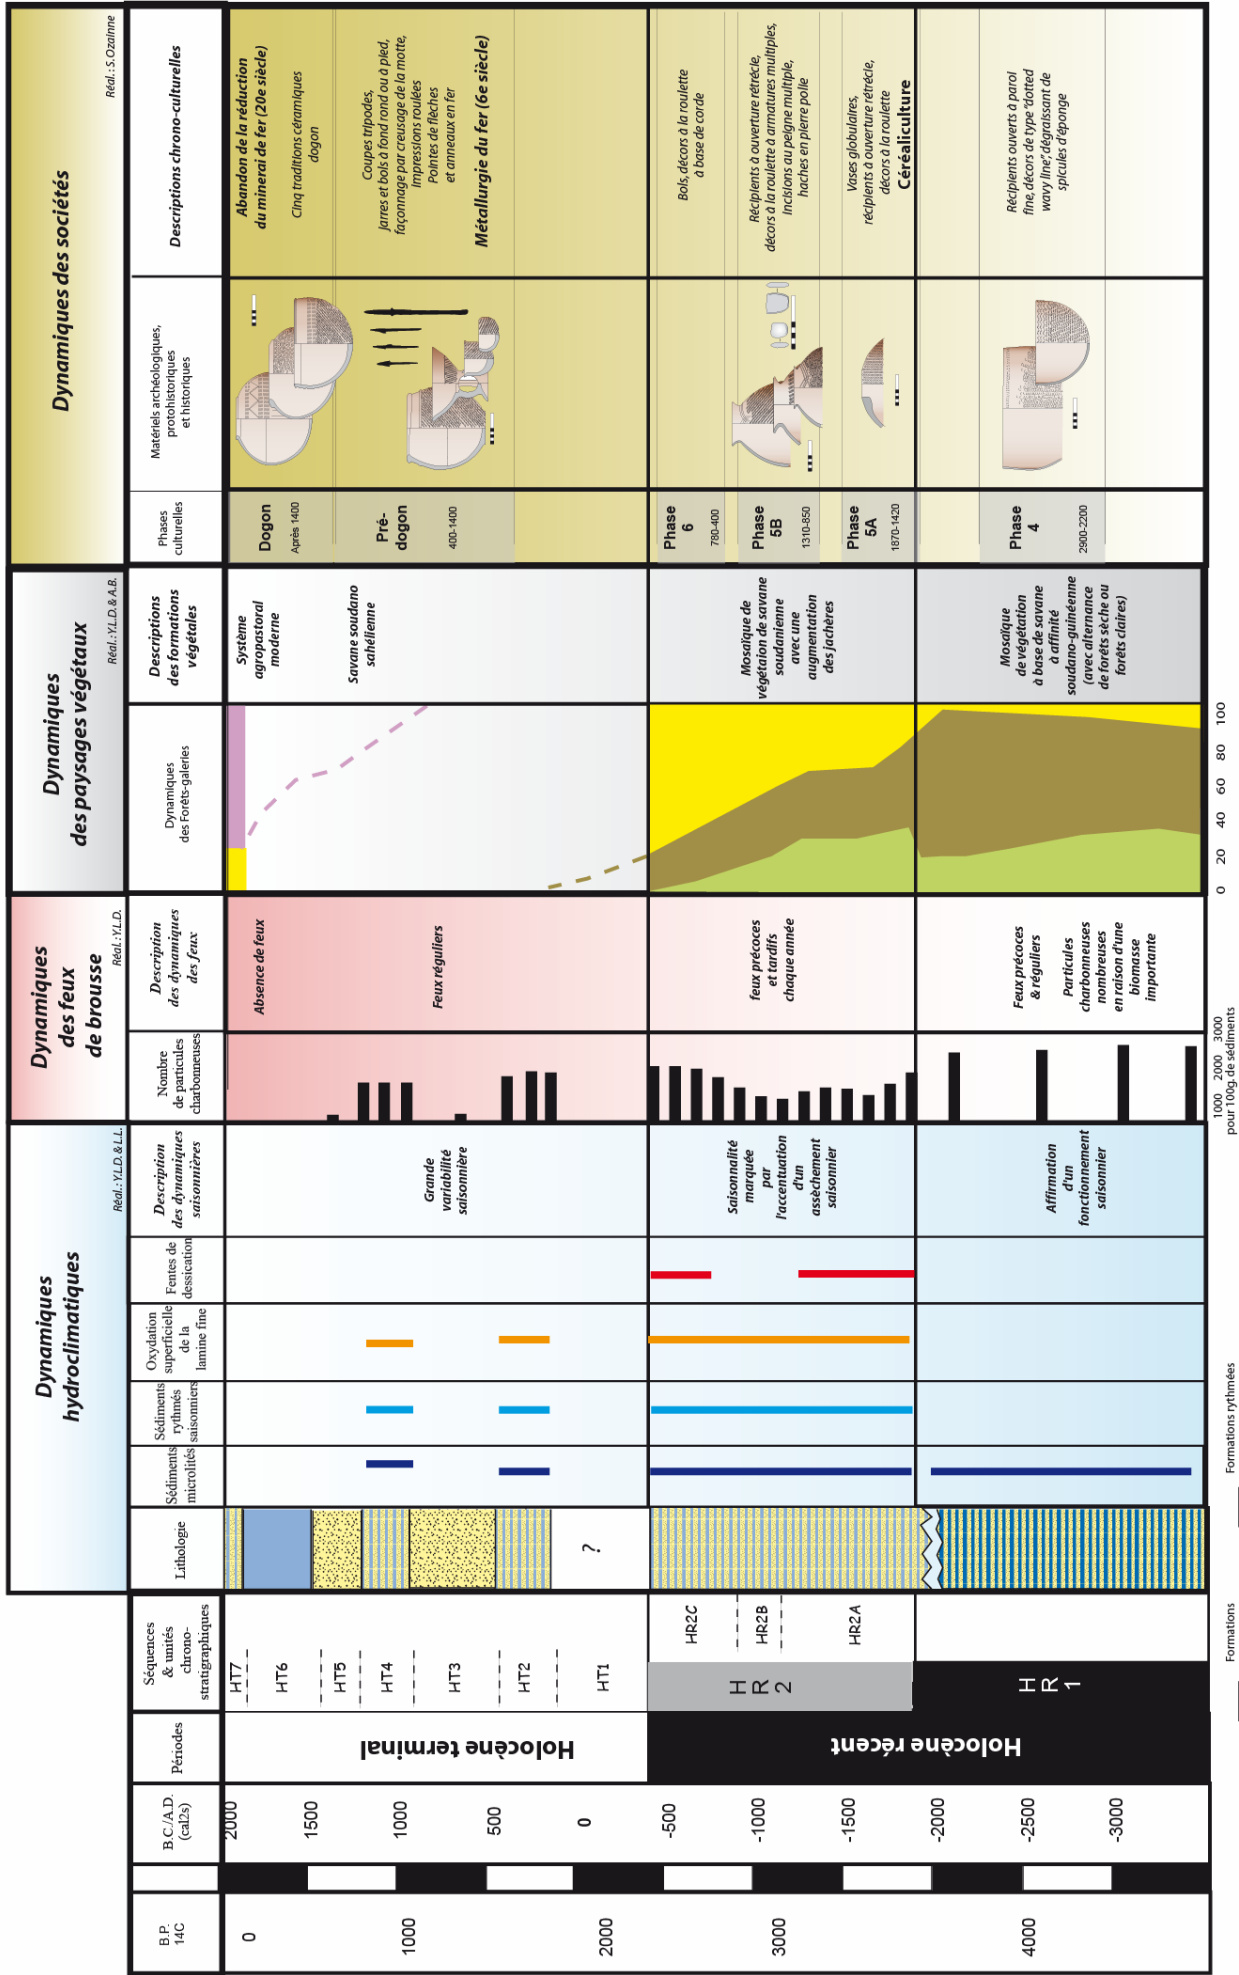 Dynamiques
hydroclimatiques
Réal.: Y.L.D. & L.L.
Dynamiques
des feux
de brousse
Réal.: Y.L.D.
Dynamiques
des paysages végétaux
Réal.: Y.L.D. & A.B.
Dynamiques des sociétés
Réal.: S.Ozainne
B.P.
14C
B.C./A.D.
(cal2s)
Périodes
Séquences
& unités
chrono-
stratigraphiques
Lithologie
Sédiments
microlités
Sédiments
rythmés
saisonniers
Oxydation
superficielle
de la
lamine fine
Fentes de
dessication
Description
des dynamiques
saisonnières
Nombre
de particules
charbonneuses
Description
des dynamiques
des feux
Dynamiques
des Forêts-galeries
Descriptions
des formations
végétales
Phases
culturelles
Matériels archéologiques,
protohistoriques
et historiques
Descriptions chrono-culturelles
0
1000
2000
3000
4000
2000
1500
1000
500
0
-500
-1000
-1500
-2000
-2500
-3000
Holocène terminal
Holocène récent
HT7
HT6
HT5
HT4
HT3
HT2
HT1
H
R
2
HR2C
HR2B
HR2A
H
R
1
?
Grande
variabilité
saisonnière
Saisonnalité
marquée
par
l'accentuation
d'un
assèchement
saisonnier
Affirmation
d'un
fonctionnement
saisonnier
Absence de feux
Feux réguliers
feux précoces
et tardifs
chaque année
Feux précoces
& réguliers
Particules
charbonneuses
nombreuses
en raison d'une
biomasse
importante
1000 2000 3000
pour 100g. de sédiments
0 20 40 60 80 100
Système
agropastoral
moderne
Savane soudano
sahélienne
Mosaïque de
végétaion de savane
soudanienne
avec une
augmentation
des jachères
Mosaïque
de végétation
à base de savane
à affinité
soudano-guinéenne
(avec alternance
de forêts sèche ou
forêts claires)
Dogon
Après 1400
Pré-
dogon
400-1400
Phase
6
780-400
Phase
5B
1310-850
Phase
5A
1870-1420
Phase
4
2900-2200
Abandon de la réduction
du minerai de fer (20e siècle)
Cinq traditions céramiques
dogon
Coupes tripodes,
jarres et bols à fond rond ou à pied,
façonnage par creusage de la motte,
Impressions roulées
Pointes de flèches
et anneaux en fer
Métallurgie du fer (6e siècle)
Bols, décors à la roulette
à base de corde
Récipients à ouverture rétrécie,
décors à la roulette à armatures multiples,
Incisions au peigne multiple,
haches en pierre polie
Vases globulaires,
récipients à ouverture rétrécie,
décors à la roulette
Céréaliculture
Récipients ouverts à paroi
fine, décors de type "dotted
wavy line", dégraissant de
spicules d'éponge
Formations
Formations rythmées